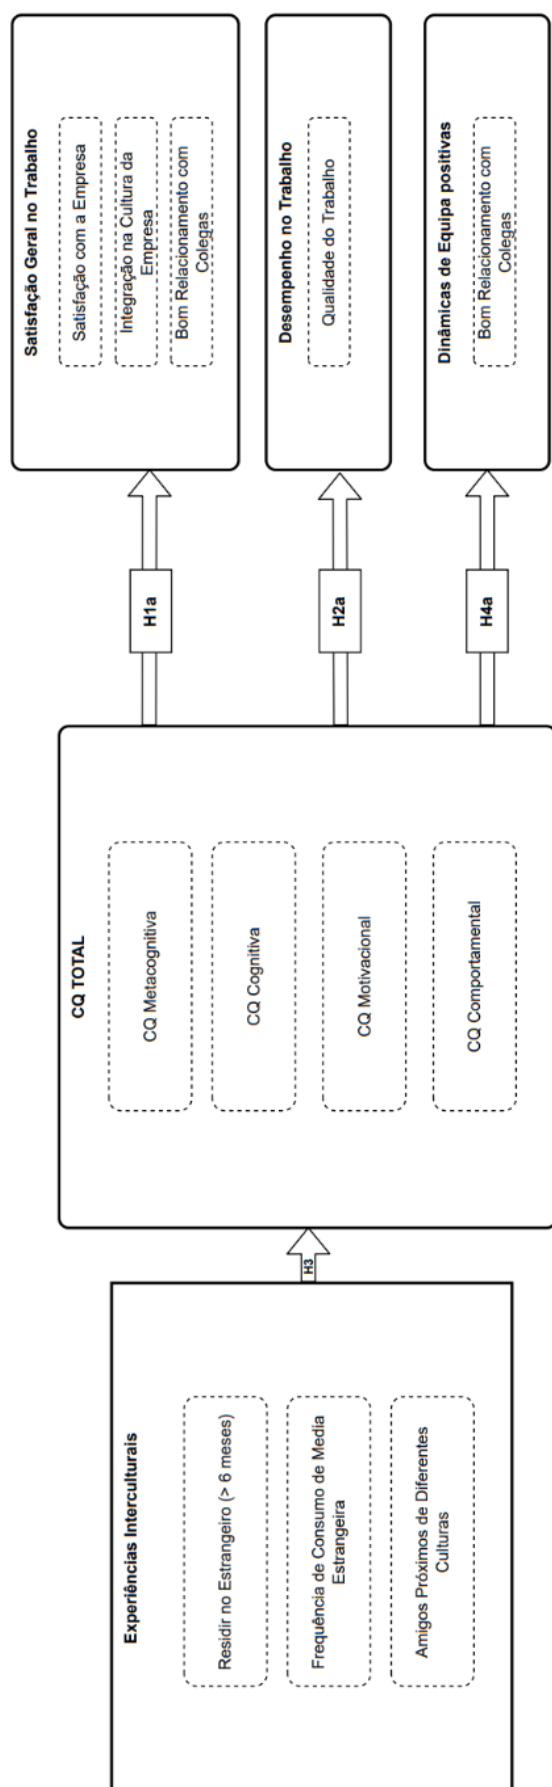 Experiências Interculturais
Residir no Estrangeiro (> 6 meses)
Frequência de Consumo de Media
Estrangeira
Amigos Próximos de Diferentes
Culturas
H3
CQ TOTAL
CQ Metacognitiva
CQ Cognitiva
CQ Motivacional
CQ Comportamental
H1a
H2a
H4a
Satisfação Geral no Trabalho
Satisfação com a Empresa
Integração na Cultura da
Empresa
Bom Relacionamento com
Colegas
Desempenho no Trabalho
Qualidade do Trabalho
Dinâmicas de Equipa positivas
Bom Relacionamento com
Colegas